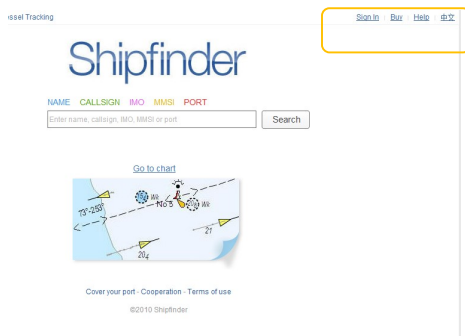 Tracking
Sign In Buy Help 中文
Shipfinder
NAME CALLSIGN IMO MMSI PORT
Enter name, callsign, IMO, MMSI or port
Search
Go to chart
Wk
No 5
Wk
73°-253°
21
20₄
Cover your port - Cooperation - Terms of use
©2010 Shipfinder